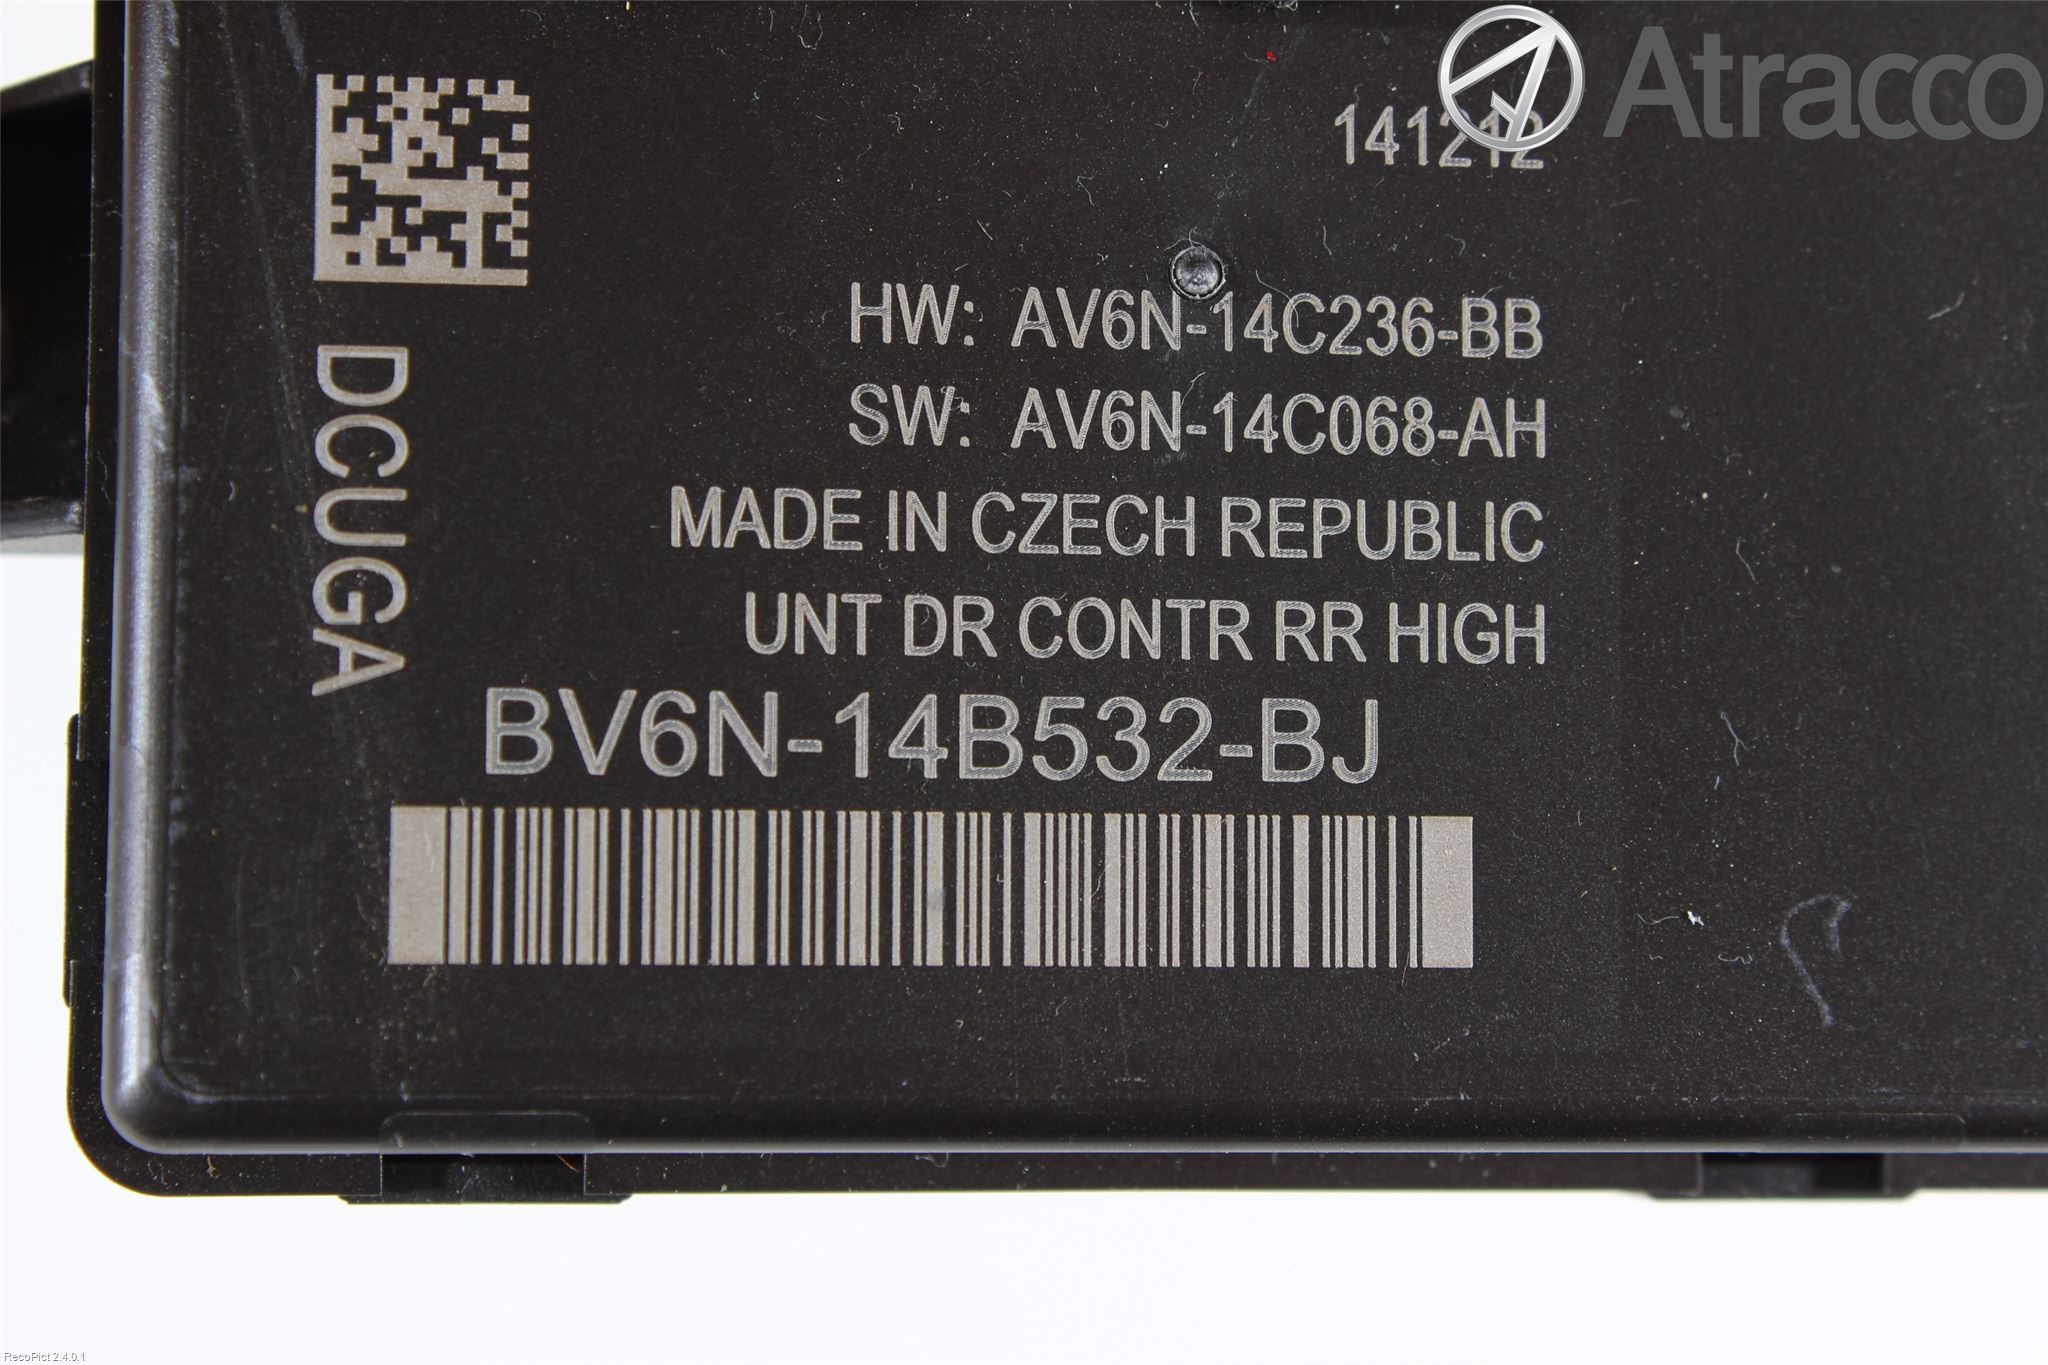 Atracco
141212
HW: AV6N-14C236-BB
SW: AV6N-14C068-AH
MADE IN CZECH REPUBLIC
UNT DR CONTR RR HIGH
DCUGA
BV6N-14B532-BJ
RecoPict 2.4.0.1